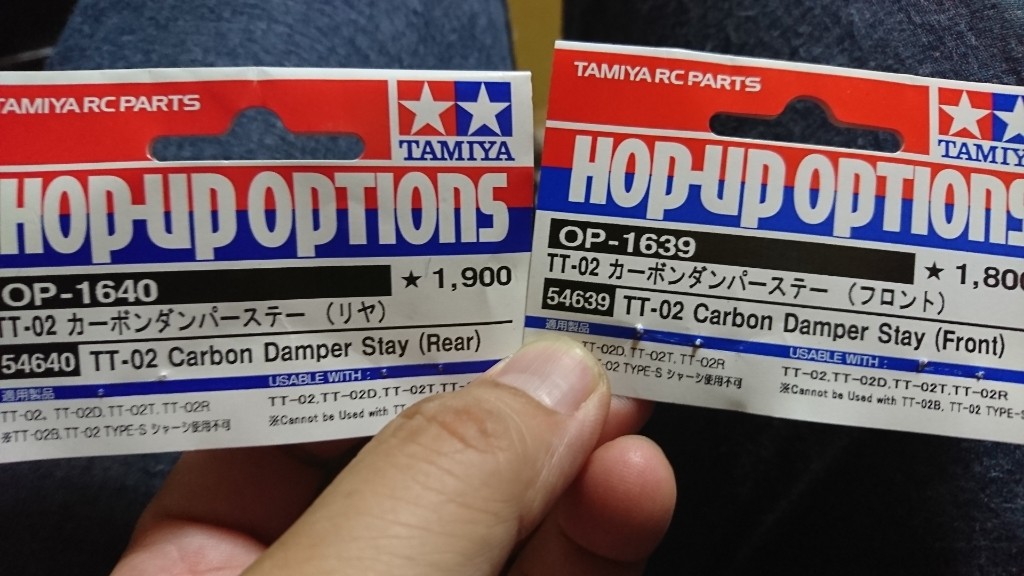 TAMIYA RC PARTS
TAMIYA
HOP-UP OPTIONS
OP-1640
★ 1,900
TT-02 カーボンダンパーステー (リヤ)
54640 TT-02 Carbon Damper Stay (Rear)
適用製品
USABLE WITH :
TT-02, TT-02D, TT-02T, TT-02R
※TT-02B, TT-02 TYPE-S シャーシ使用不可
TT-02, TT-02D, TT-02T,
※Cannot be Used with
TAMIYA RC PARTS
TAMIYA
HOP-UP OPTIONS
OP-1639
★ 1,800
TT-02 カーボンダンパーステー (フロント)
54639 TT-02 Carbon Damper Stay (Front)
適用製品
USABLE WITH :
TT-02D, TT-02T, TT-02R
TYPE-S シャーシ使用不可
TT-02, TT-02D, TT-02T, TT-02R
※Cannot be Used with TT-02B, TT-02 TYPE-S